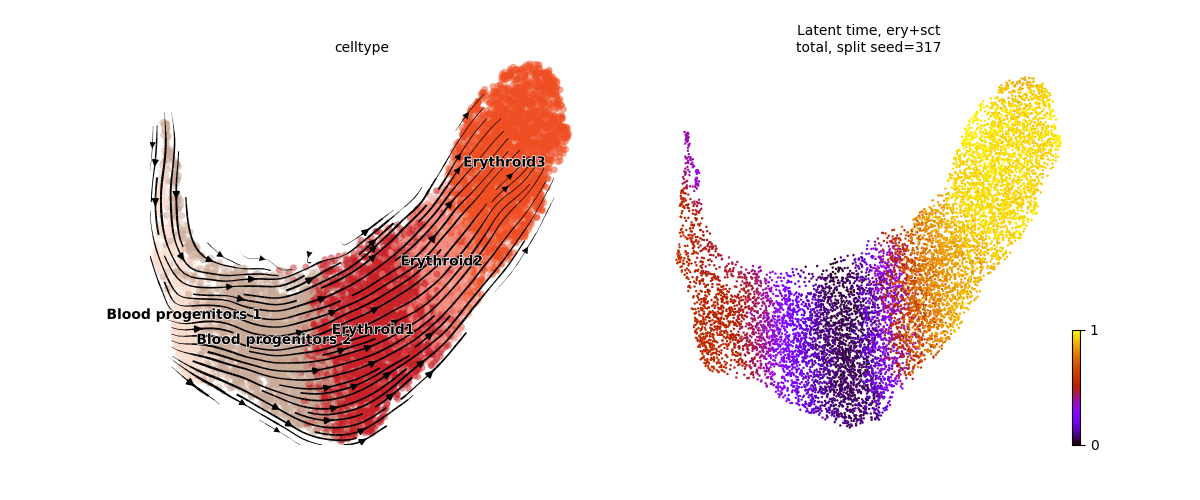 celltype
Latent time, ery+sct
total, split seed=317
Erythroid3
Erythroid2
Blood progenitors 1
Erythroid1
Blood progenitors 2
1
0